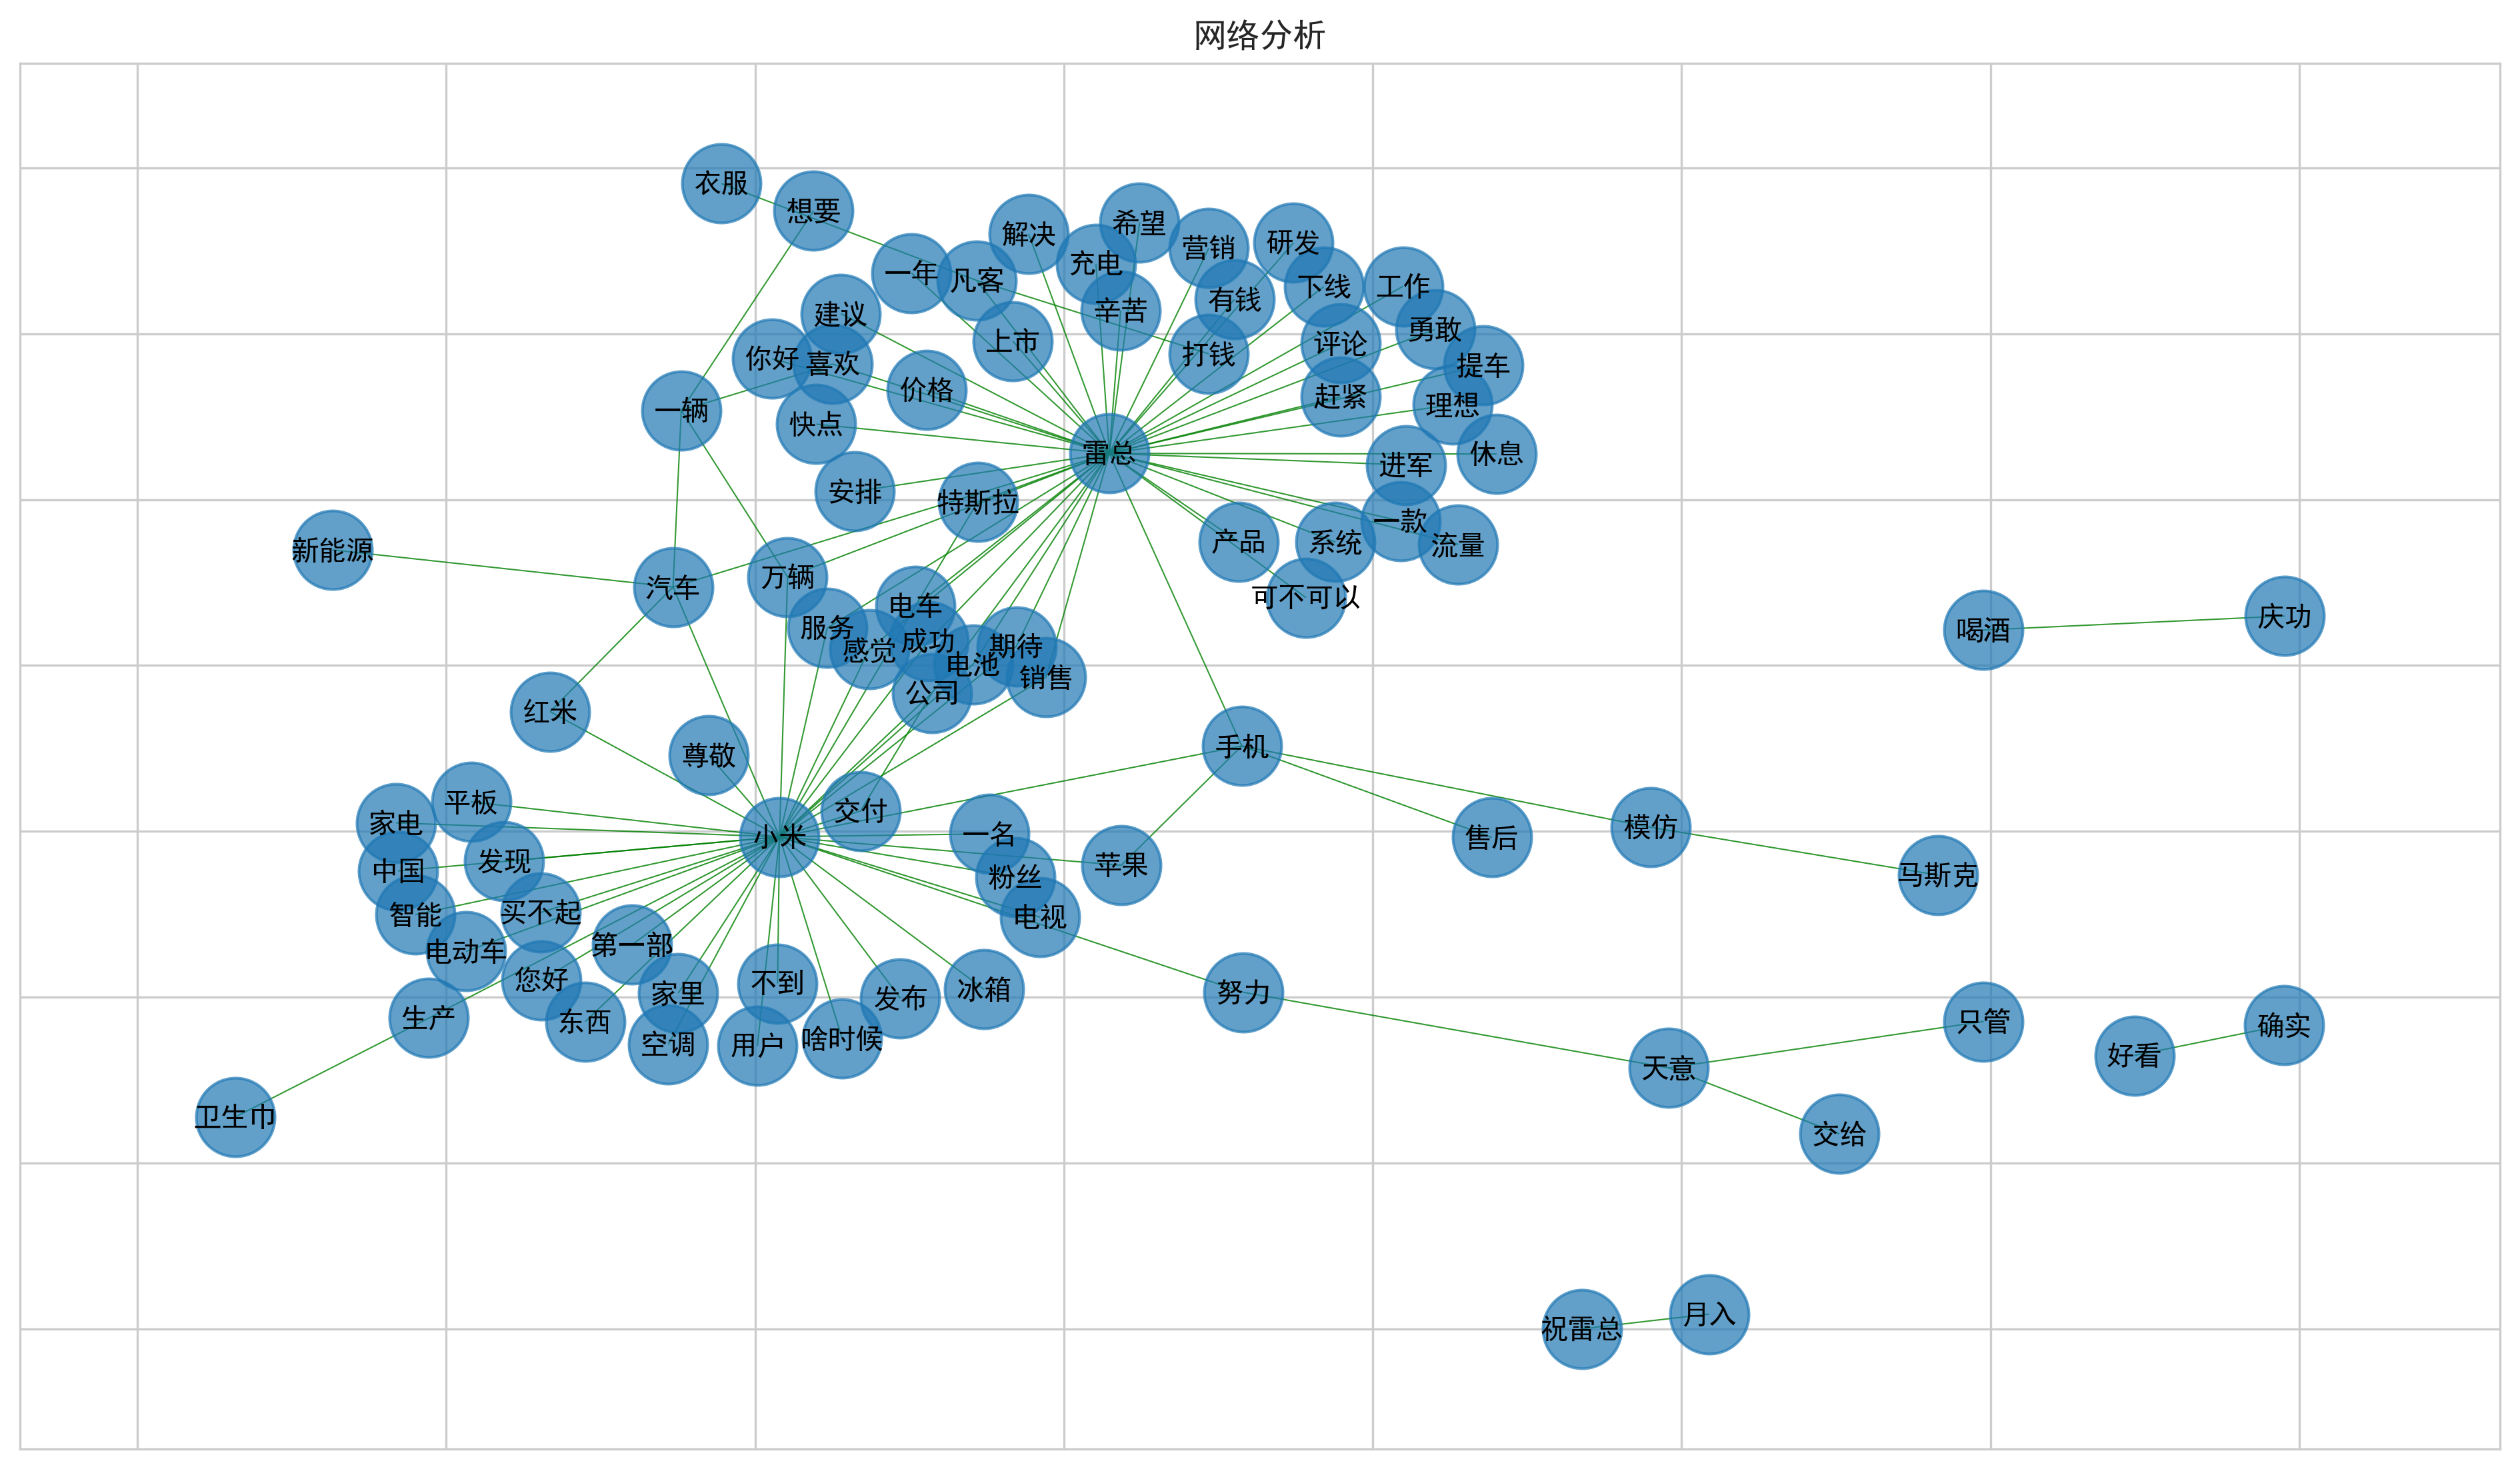 网络分析
衣服
想要
希望
解决
营销
研发
充电
一年
凡客
下线
工作
有钱
辛苦
建议
勇敢
上市
评论
打钱
你好
喜欢
提车
价格
赶紧
理想
一辆
快点
雷总
休息
进军
安排
特斯拉
一款
产品
系统
流量
新能源
万辆
汽车
可不可以
电车
庆功
服务
喝酒
成功
期待
感觉
电池
销售
公司
红米
手机
尊敬
平板
交付
家电
模仿
一名
小米
售后
发现
苹果
中国
马斯克
粉丝
买不起
智能
电视
第一部
电动车
您好
不到
冰箱
努力
家里
发布
生产
东西
只管
确实
啥时候
空调
用户
好看
天意
卫生巾
交给
月入
祝雷总